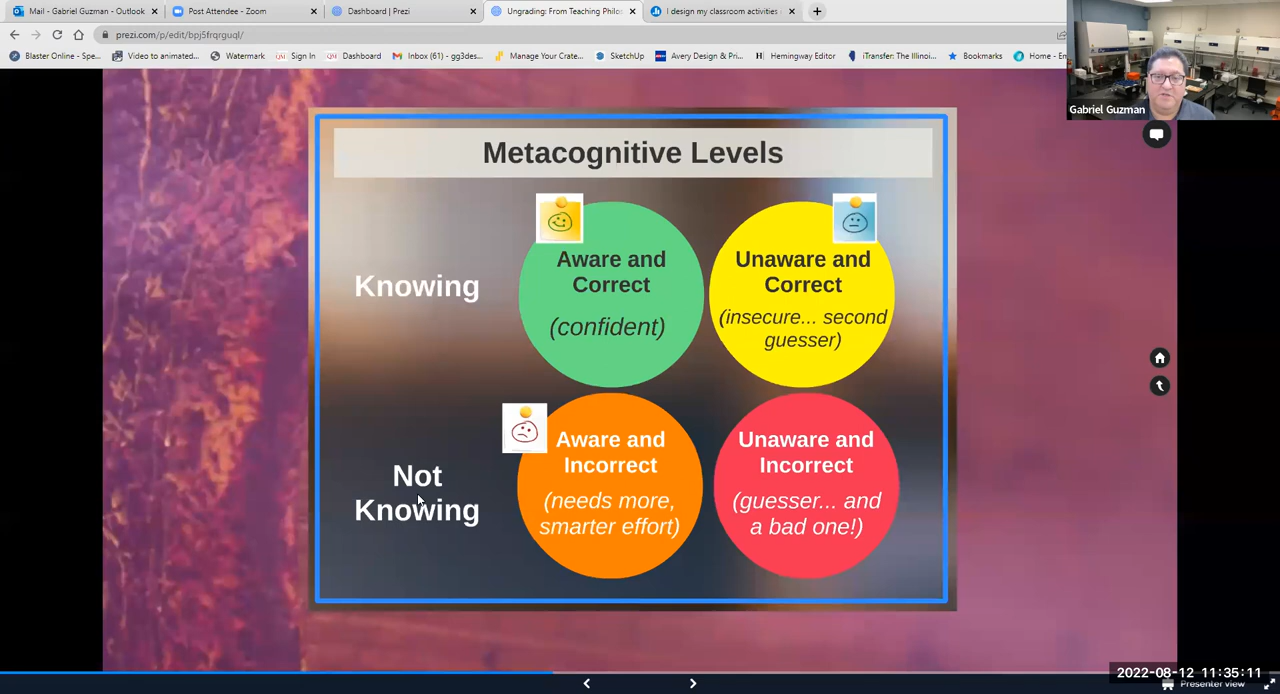 Mail - Gabriel Guzman - Outlook
Post Attendee - Zoom
Dashboard | Prezi
Ungrading: From Teaching Philos
I design my classroom activities
prezi.com/p/edit/bpj5frqrguql/
Blaster Online - Spe...
Video to animated...
Watermark
Sign In
Dashboard
Inbox (61) - gg3des...
Manage Your Crate...
SketchUp
Avery Design & Pri...
Hemingway Editor
iTransfer: The Illinoi...
Bookmarks
Home - En
Gabriel Guzman
Metacognitive Levels
Knowing
Aware and
Correct
(confident)
Unaware and
Correct
(insecure... second
guesser)
Not
Knowing
Aware and
Incorrect
(needs more,
smarter effort)
Unaware and
Incorrect
(guesser... and
a bad one!)
2022-08-12 11:35:11
Presenter view